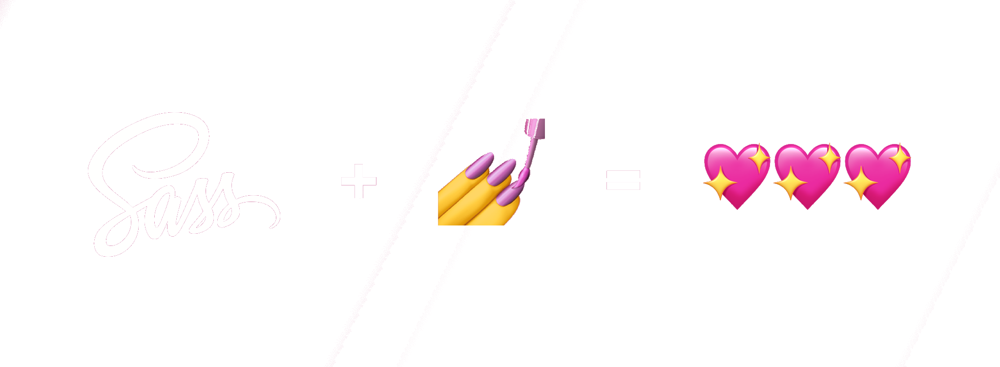 Sass + 💅 = 💖💖💖